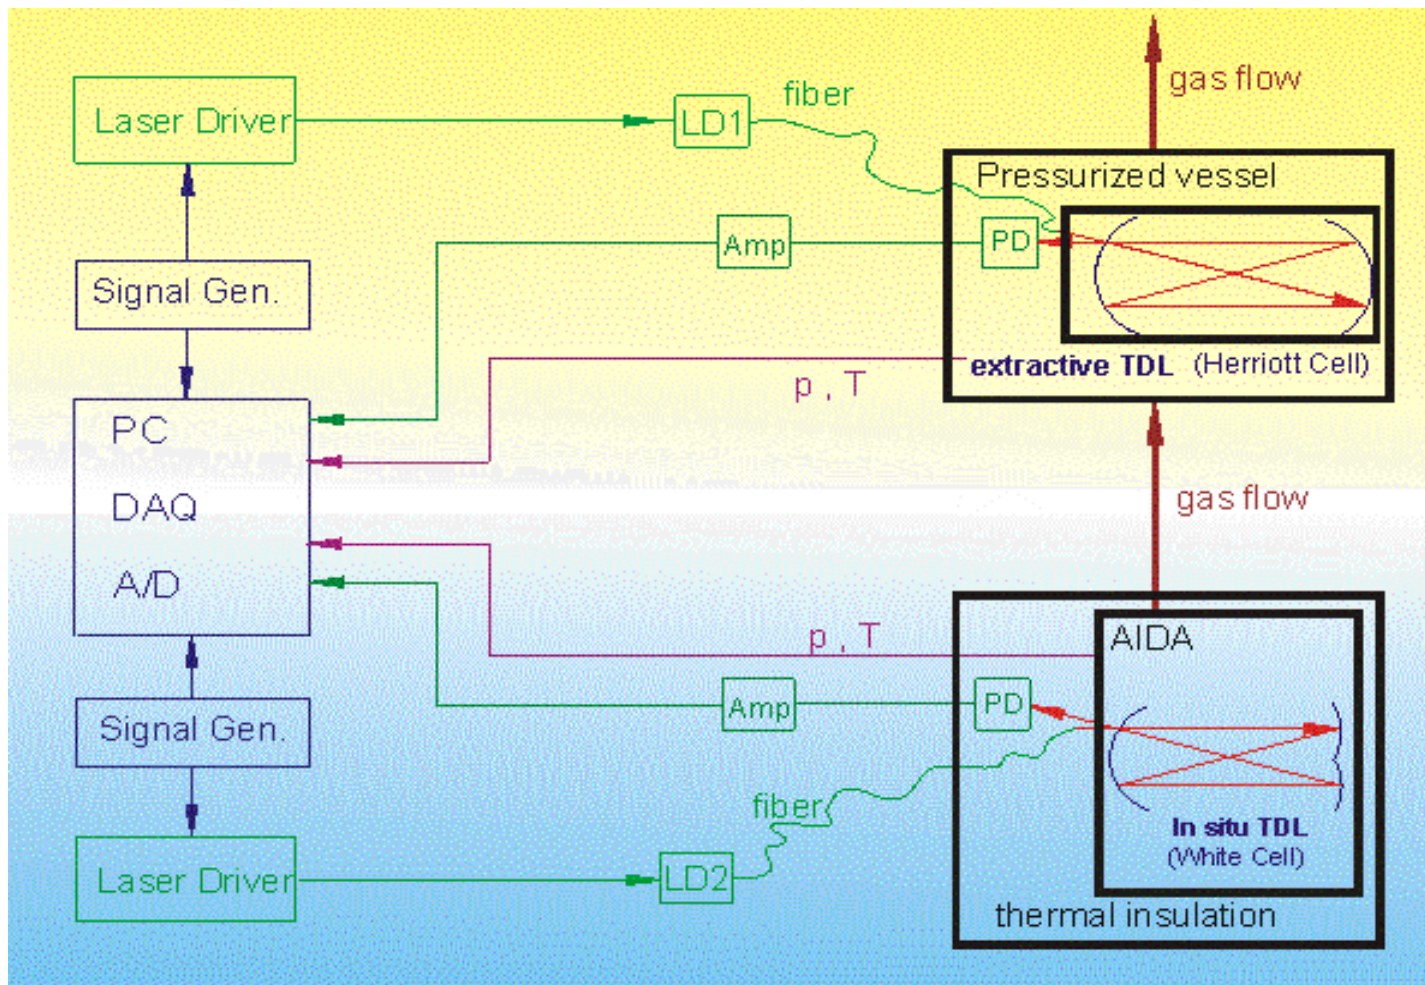 gas flow
fiber
Laser Driver
LD1
Pressurized vessel
PD
Amp
Signal Gen.
extractive TDL (Herriott Cell)
p , T
PC
DAQ
A/D
gas flow
p , T
AIDA
PD
Amp
Signal Gen.
fiber
In situ TDL
(White Cell)
Laser Driver
LD2
thermal insulation